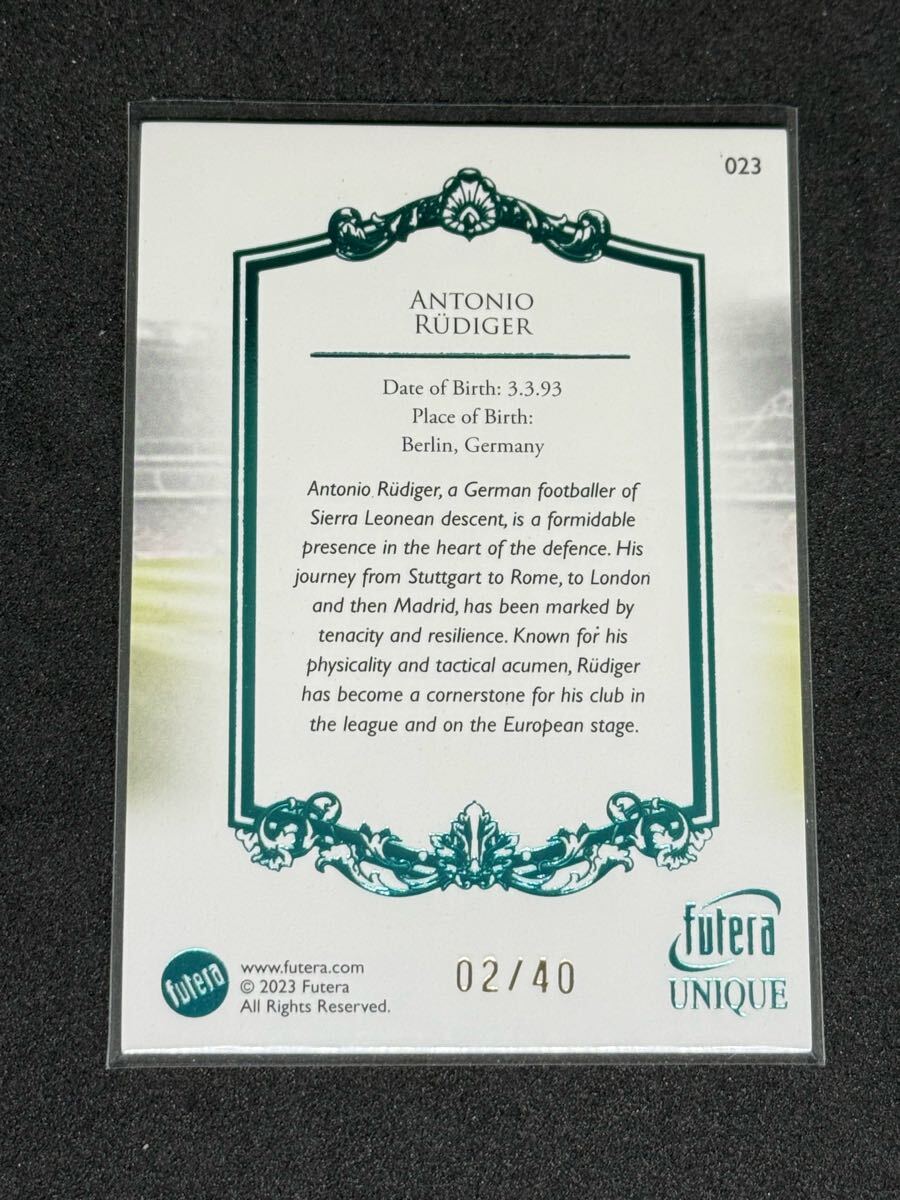 023
ANTONIO
RÜDIGER
Date of Birth: 3.3.93
Place of Birth:
Berlin, Germany
Antonio Rüdiger, a German footballer of
Sierra Leonean descent, is a formidable
presence in the heart of the defence. His
journey from Stuttgart to Rome, to London
and then Madrid, has been marked by
tenacity and resilience. Known for his
physicality and tactical acumen, Rüdiger
has become a cornerstone for his club in
the league and on the European stage.
futera
www.futera.com
© 2023 Futera
All Rights Reserved.
02/40
futera
UNIQUE